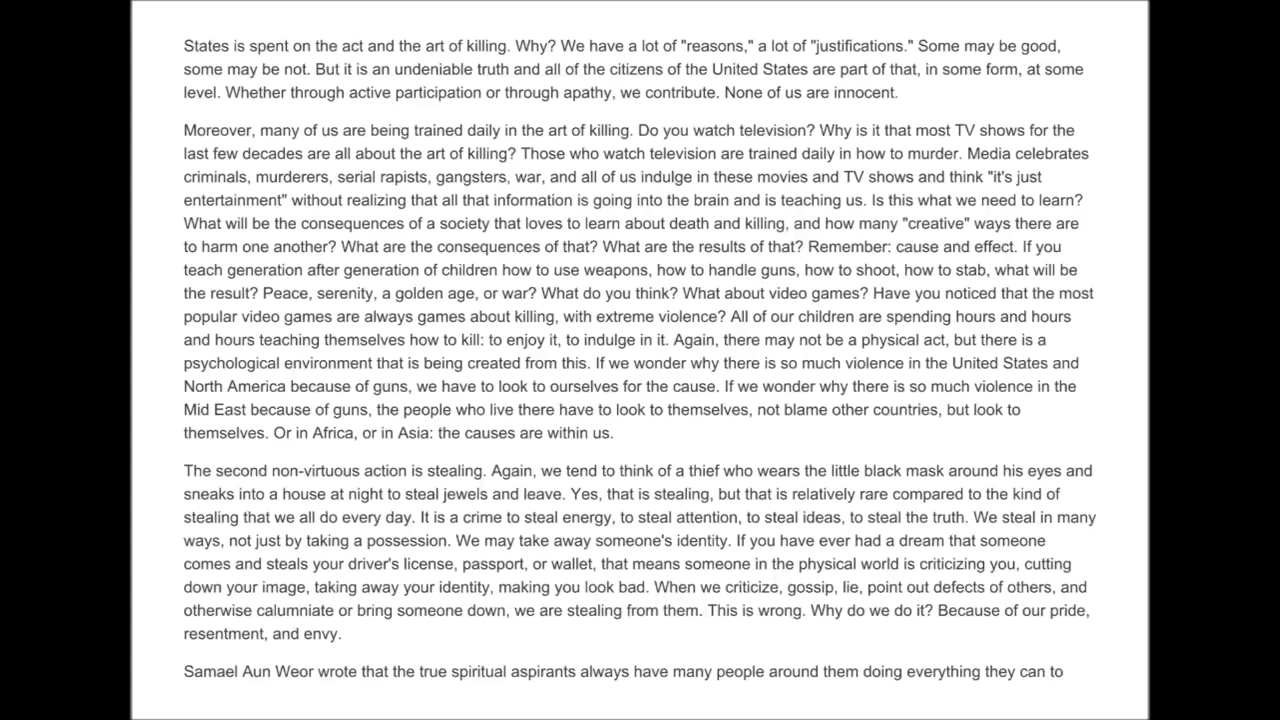 States is spent on the act and the art of killing. Why? We have a lot of "reasons," a lot of "justifications." Some may be good,
some may be not. But it is an undeniable truth and all of the citizens of the United States are part of that, in some form, at some
level. Whether through active participation or through apathy, we contribute. None of us are innocent.
Moreover, many of us are being trained daily in the art of killing. Do you watch television? Why is it that most TV shows for the
last few decades are all about the art of killing? Those who watch television are trained daily in how to murder. Media celebrates
criminals, murderers, serial rapists, gangsters, war, and all of us indulge in these movies and TV shows and think "it's just
entertainment" without realizing that all that information is going into the brain and is teaching us. Is this what we need to learn?
What will be the consequences of a society that loves to learn about death and killing, and how many "creative" ways there are
to harm one another? What are the consequences of that? What are the results of that? Remember: cause and effect. If you
teach generation after generation of children how to use weapons, how to handle guns, how to shoot, how to stab, what will be
the result? Peace, serenity, a golden age, or war? What do you think? What about video games? Have you noticed that the most
popular video games are always games about killing, with extreme violence? All of our children are spending hours and hours
and hours teaching themselves how to kill: to enjoy it, to indulge in it. Again, there may not be a physical act, but there is a
psychological environment that is being created from this. If we wonder why there is so much violence in the United States and
North America because of guns, we have to look to ourselves for the cause. If we wonder why there is so much violence in the
Mid East because of guns, the people who live there have to look to themselves, not blame other countries, but look to
themselves. Or in Africa, or in Asia: the causes are within us.
The second non-virtuous action is stealing. Again, we tend to think of a thief who wears the little black mask around his eyes and
sneaks into a house at night to steal jewels and leave. Yes, that is stealing, but that is relatively rare compared to the kind of
stealing that we all do every day. It is a crime to steal energy, to steal attention, to steal ideas, to steal the truth. We steal in many
ways, not just by taking a possession. We may take away someone's identity. If you have ever had a dream that someone
comes and steals your driver's license, passport, or wallet, that means someone in the physical world is criticizing you, cutting
down your image, taking away your identity, making you look bad. When we criticize, gossip, lie, point out defects of others, and
otherwise calumniate or bring someone down, we are stealing from them. This is wrong. Why do we do it? Because of our pride,
resentment, and envy.
Samael Aun Weor wrote that the true spiritual aspirants always have many people around them doing everything they can to